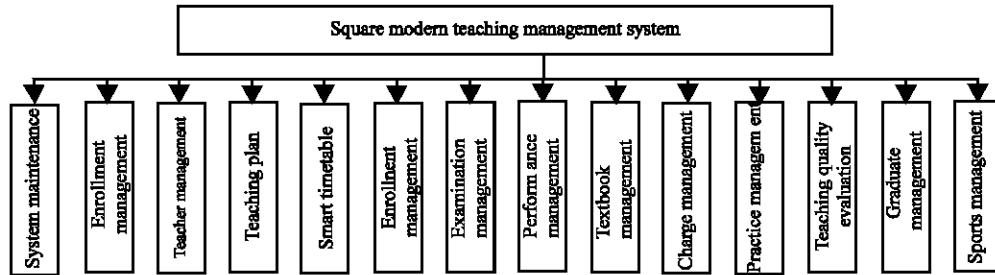 Square modern teaching management system
System maintenance
Enrollment
management
Teacher management
Teaching plan
Smart timetable
Enrollnent
management
Examination
management
Perform ance
management
Textbook
management
Charge management
Practice managem ent
Teaching quality
evaluation
Graduate
management
Sports management